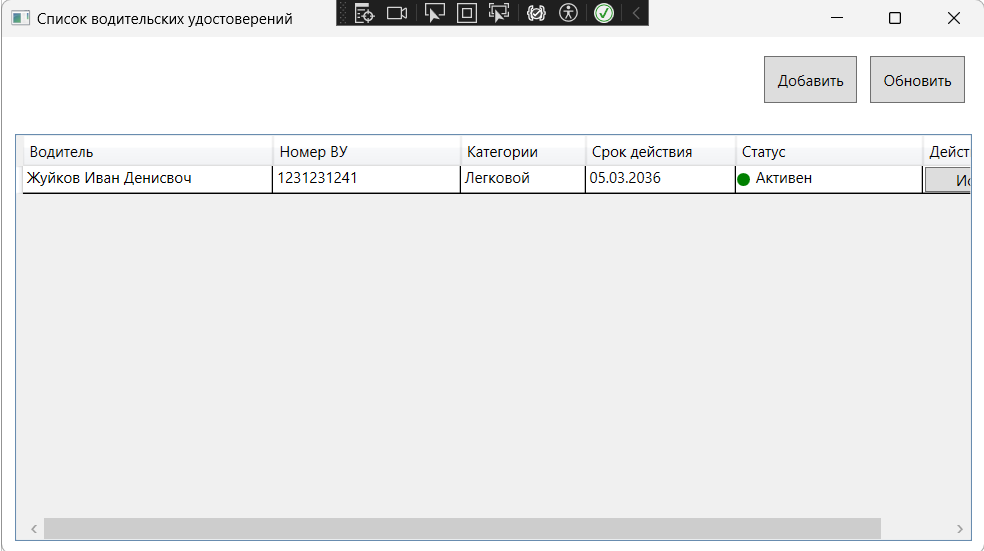 Список водительских удостоверений
Добавить Обновить
Водитель Номер ВУ Категории Срок действия Статус Дейст
Жуйков Иван Денисвоч 1231231241 Легковой 05.03.2036 Активен Ис